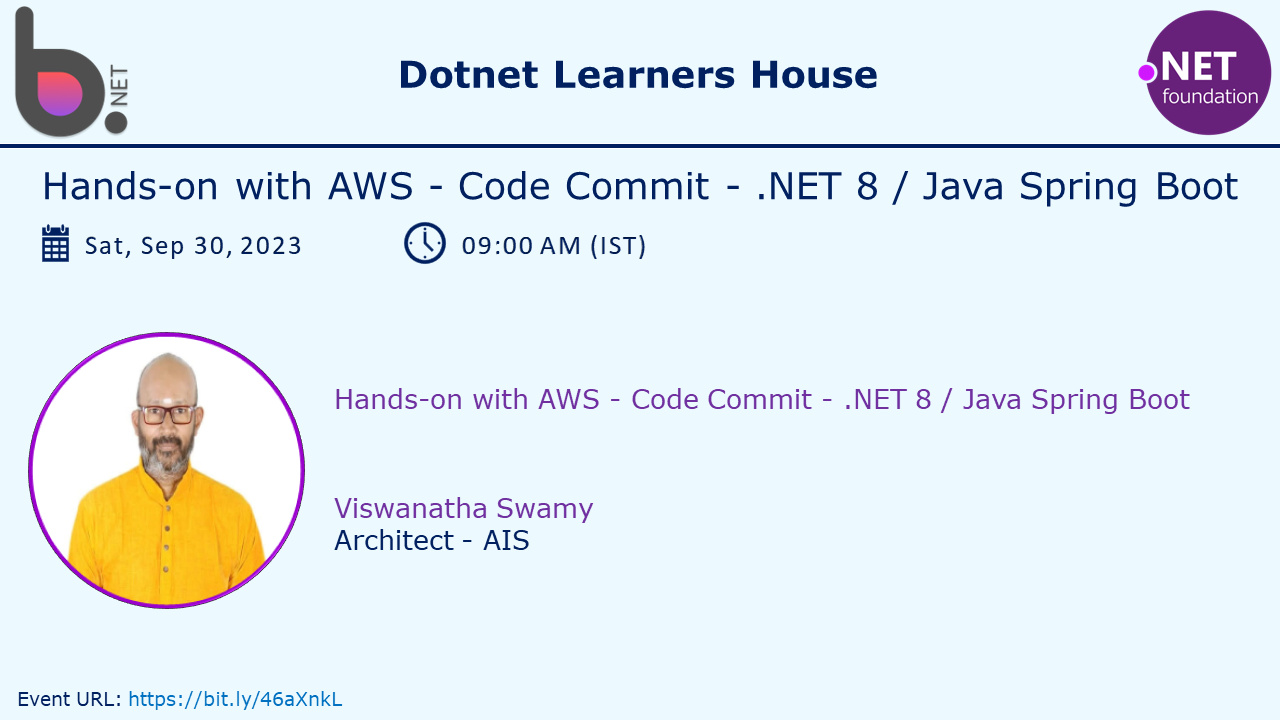 b.NET
Dotnet Learners House
.NET
foundation
Hands-on with AWS - Code Commit - .NET 8 / Java Spring Boot
Sat, Sep 30, 2023
09:00 AM (IST)
Hands-on with AWS - Code Commit - .NET 8 / Java Spring Boot
Viswanatha Swamy
Architect - AIS
Event URL: https://bit.ly/46aXnkL